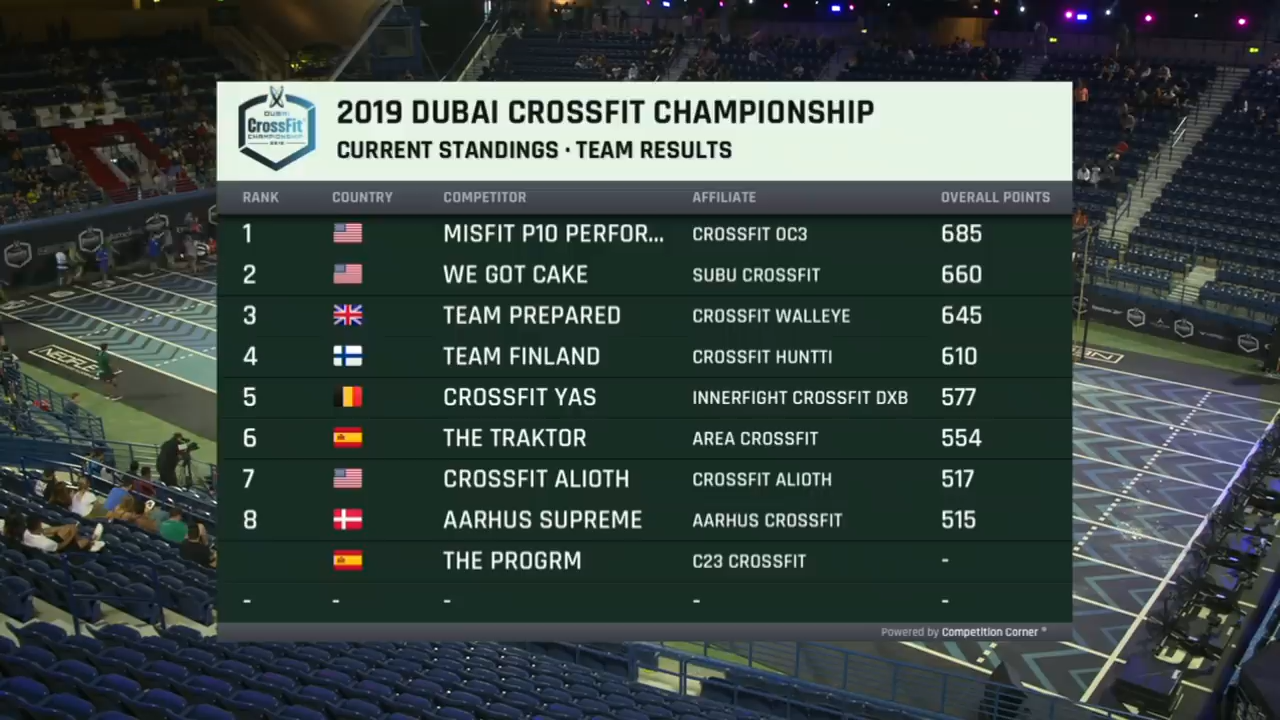 DUBAI
CrossFit
CHAMPIONSHIP
2019
2019 DUBAI CROSSFIT CHAMPIONSHIP
CURRENT STANDINGS · TEAM RESULTS
RANK COUNTRY COMPETITOR AFFILIATE OVERALL POINTS
1 MISFIT P10 PERFOR... CROSSFIT OC3 685
2 WE GOT CAKE SUBU CROSSFIT 660
3 TEAM PREPARED CROSSFIT WALLEYE 645
4 TEAM FINLAND CROSSFIT HUNTTI 610
5 CROSSFIT YAS INNERFIGHT CROSSFIT DXB 577
6 THE TRAKTOR AREA CROSSFIT 554
7 CROSSFIT ALIOTH CROSSFIT ALIOTH 517
8 AARHUS SUPREME AARHUS CROSSFIT 515
THE PROGRM C23 CROSSFIT -
- - - - -
Powered by Competition Corner ®